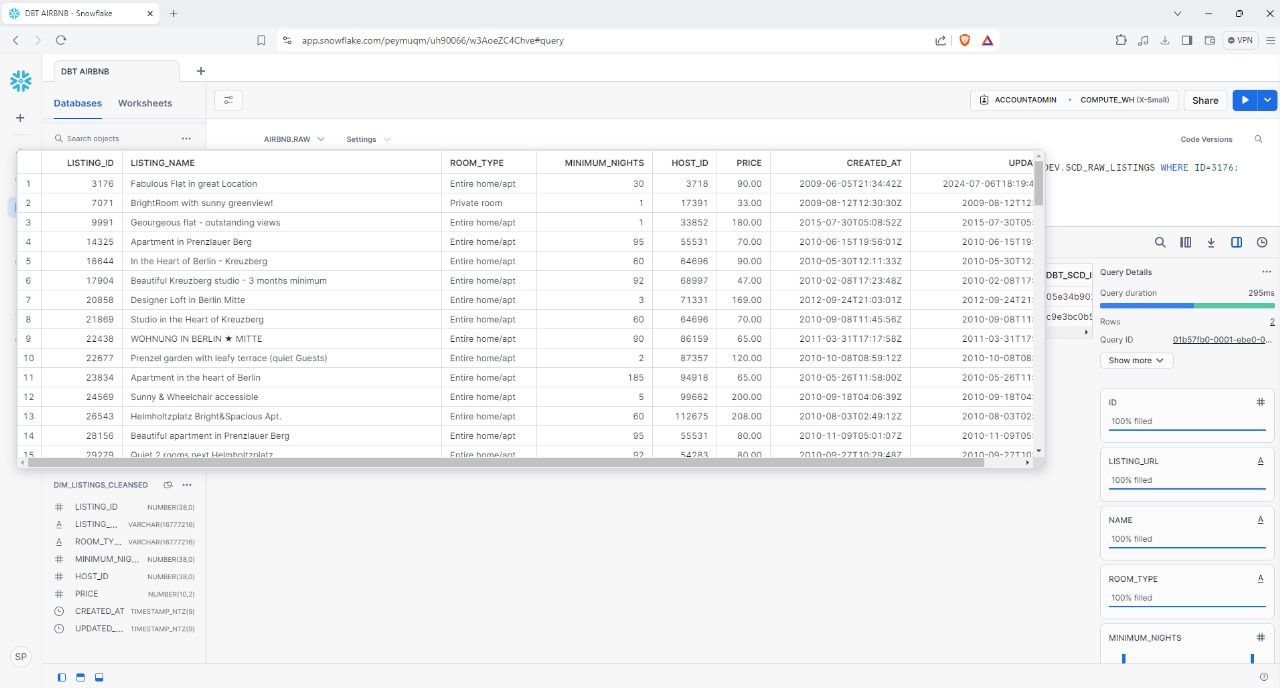 DBT AIRBNB - Snowflake
app.snowflake.com/peymuqm/uh90066/w3AoeZC4Chve#query
VPN
DBT AIRBNB
Databases Worksheets
ACCOUNTADMIN • COMPUTE_WH (X-Small) Share
Search objects
AIRBNB.RAW Settings Code Versions
DEV.SCD_RAW_LISTINGS WHERE ID=3176;
LISTING_ID LISTING_NAME ROOM_TYPE MINIMUM_NIGHTS HOST_ID PRICE CREATED_AT UPDA
1 3176 Fabulous Flat in great Location Entire home/apt 30 3718 90.00 2009-06-05T21:34:42Z 2024-07-06T18:19:4
2 7071 BrightRoom with sunny greenview! Private room 1 17391 33.00 2009-08-12T12:30:30Z 2009-08-12T12:
3 9991 Geourgeous flat - outstanding views Entire home/apt 1 33852 180.00 2015-07-30T05:08:52Z 2015-07-30T05:
4 14325 Apartment in Prenzlauer Berg Entire home/apt 95 55531 70.00 2010-06-15T19:56:01Z 2010-06-15T19:
5 16644 In the Heart of Berlin - Kreuzberg Entire home/apt 60 64696 90.00 2010-05-30T12:11:33Z 2010-05-30T12:
6 17904 Beautiful Kreuzberg studio - 3 months minimum Entire home/apt 92 68997 47.00 2010-02-08T17:23:48Z 2010-02-08T17:
7 20858 Designer Loft in Berlin Mitte Entire home/apt 3 71331 169.00 2012-09-24T21:03:01Z 2012-09-24T21:
8 21869 Studio in the Heart of Kreuzberg Entire home/apt 60 64696 70.00 2010-09-08T11:45:56Z 2010-09-08T11:
9 22438 WOHNUNG IN BERLIN ★ MITTE Entire home/apt 90 86159 65.00 2011-03-31T17:17:58Z 2011-03-31T17:
10 22677 Prenzel garden with leafy terrace (quiet Guests) Entire home/apt 2 87357 120.00 2010-10-08T08:59:12Z 2010-10-08T08:
11 23834 Apartment in the heart of Berlin Entire home/apt 185 94918 65.00 2010-05-26T11:58:00Z 2010-05-26T11:
12 24569 Sunny & Wheelchair accessible Entire home/apt 5 99662 200.00 2010-09-18T04:06:39Z 2010-09-18T04:
13 26543 Helmholtzplatz Bright&Spacious Apt. Entire home/apt 60 112675 208.00 2010-08-03T02:49:12Z 2010-08-03T02:
14 28156 Beautiful apartment in Prenzlauer Berg Entire home/apt 95 55531 80.00 2010-11-09T05:01:07Z 2010-11-09T05:
15 29279 Quiet 2 rooms next Helmholtzplatz Entire home/apt 92 54283 80.00 2010-09-27T10:29:48Z 2010-09-27T10:
DBT_SCD_I
05e34b90
c9e3bc0b5
Query Details
Query duration 295ms
Rows 2
Query ID 01b57fb0-0001-ebe0-0...
Show more
ID
100% filled
LISTING_URL
100% filled
NAME
100% filled
ROOM_TYPE
100% filled
MINIMUM_NIGHTS
DIM_LISTINGS_CLEANSED
LISTING_ID NUMBER(38,0)
LISTING_... VARCHAR(16777216)
ROOM_TY... VARCHAR(16777216)
MINIMUM_NIG... NUMBER(38,0)
HOST_ID NUMBER(38,0)
PRICE NUMBER(10,2)
CREATED_AT TIMESTAMP_NTZ(9)
UPDATED_... TIMESTAMP_NTZ(9)
SP